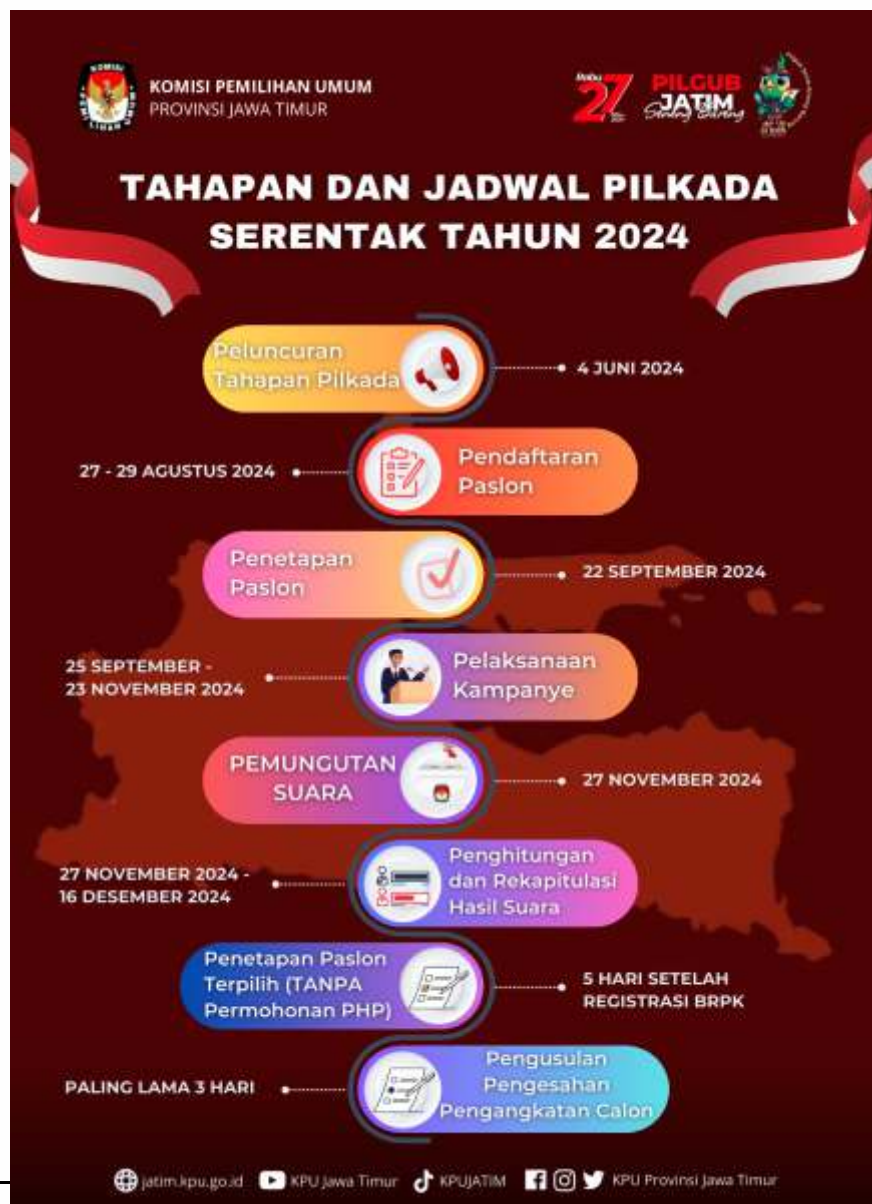 KOMISI PEMILIHAN UMUM
PROVINSI JAWA TIMUR
Rabu
27
PILGUB
JATIM
TAHAPAN DAN JADWAL PILKADA
SERENTAK TAHUN 2024
Peluncuran
Tahapan Pilkada
4 JUNI 2024
27 - 29 AGUSTUS 2024
Pendaftaran
Paslon
Penetapan
Paslon
22 SEPTEMBER 2024
25 SEPTEMBER -
23 NOVEMBER 2024
Pelaksanaan
Kampanye
PEMUNGUTAN
SUARA
27 NOVEMBER 2024
27 NOVEMBER 2024 -
16 DESEMBER 2024
Penghitungan
dan Rekapitulasi
Hasil Suara
Penetapan Paslon
Terpilih (TANPA
Permohonan PHP)
5 HARI SETELAH
REGISTRASI BRPK
PALING LAMA 3 HARI
Pengusulan
Pengesahan
Pengangkatan Calon
jatim.kpu.go.id KPU Jawa Timur KPUJATIM KPU Provinsi Jawa Timur